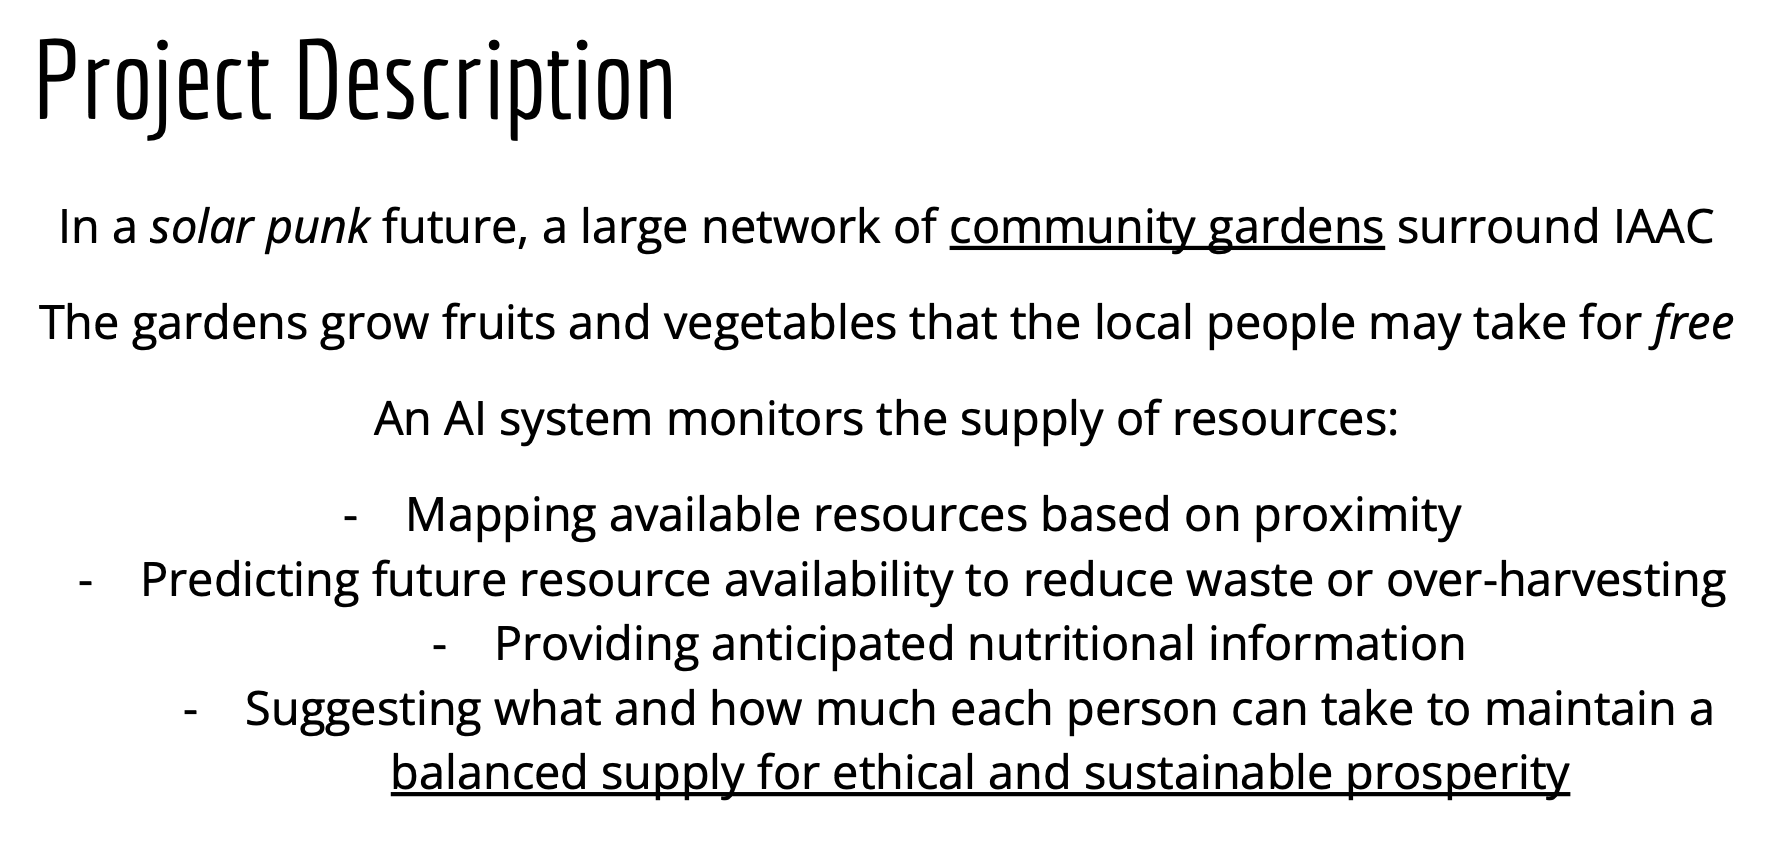 Project Description
In a solar punk future, a large network of community gardens surround IAAC
The gardens grow fruits and vegetables that the local people may take for free
An AI system monitors the supply of resources:
- Mapping available resources based on proximity
- Predicting future resource availability to reduce waste or over-harvesting
- Providing anticipated nutritional information
- Suggesting what and how much each person can take to maintain a
balanced supply for ethical and sustainable prosperity